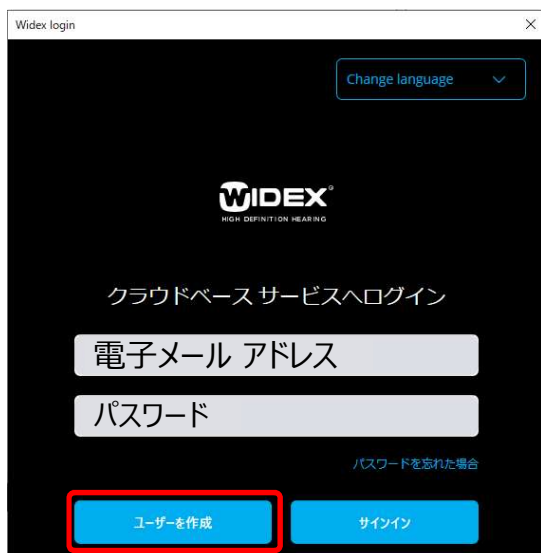 Widex login
Change language
WIDEX®
HIGH DEFINITION HEARING
クラウドベース サービスへログイン
電子メール アドレス
パスワード
パスワードを忘れた場合
ユーザーを作成
サインイン